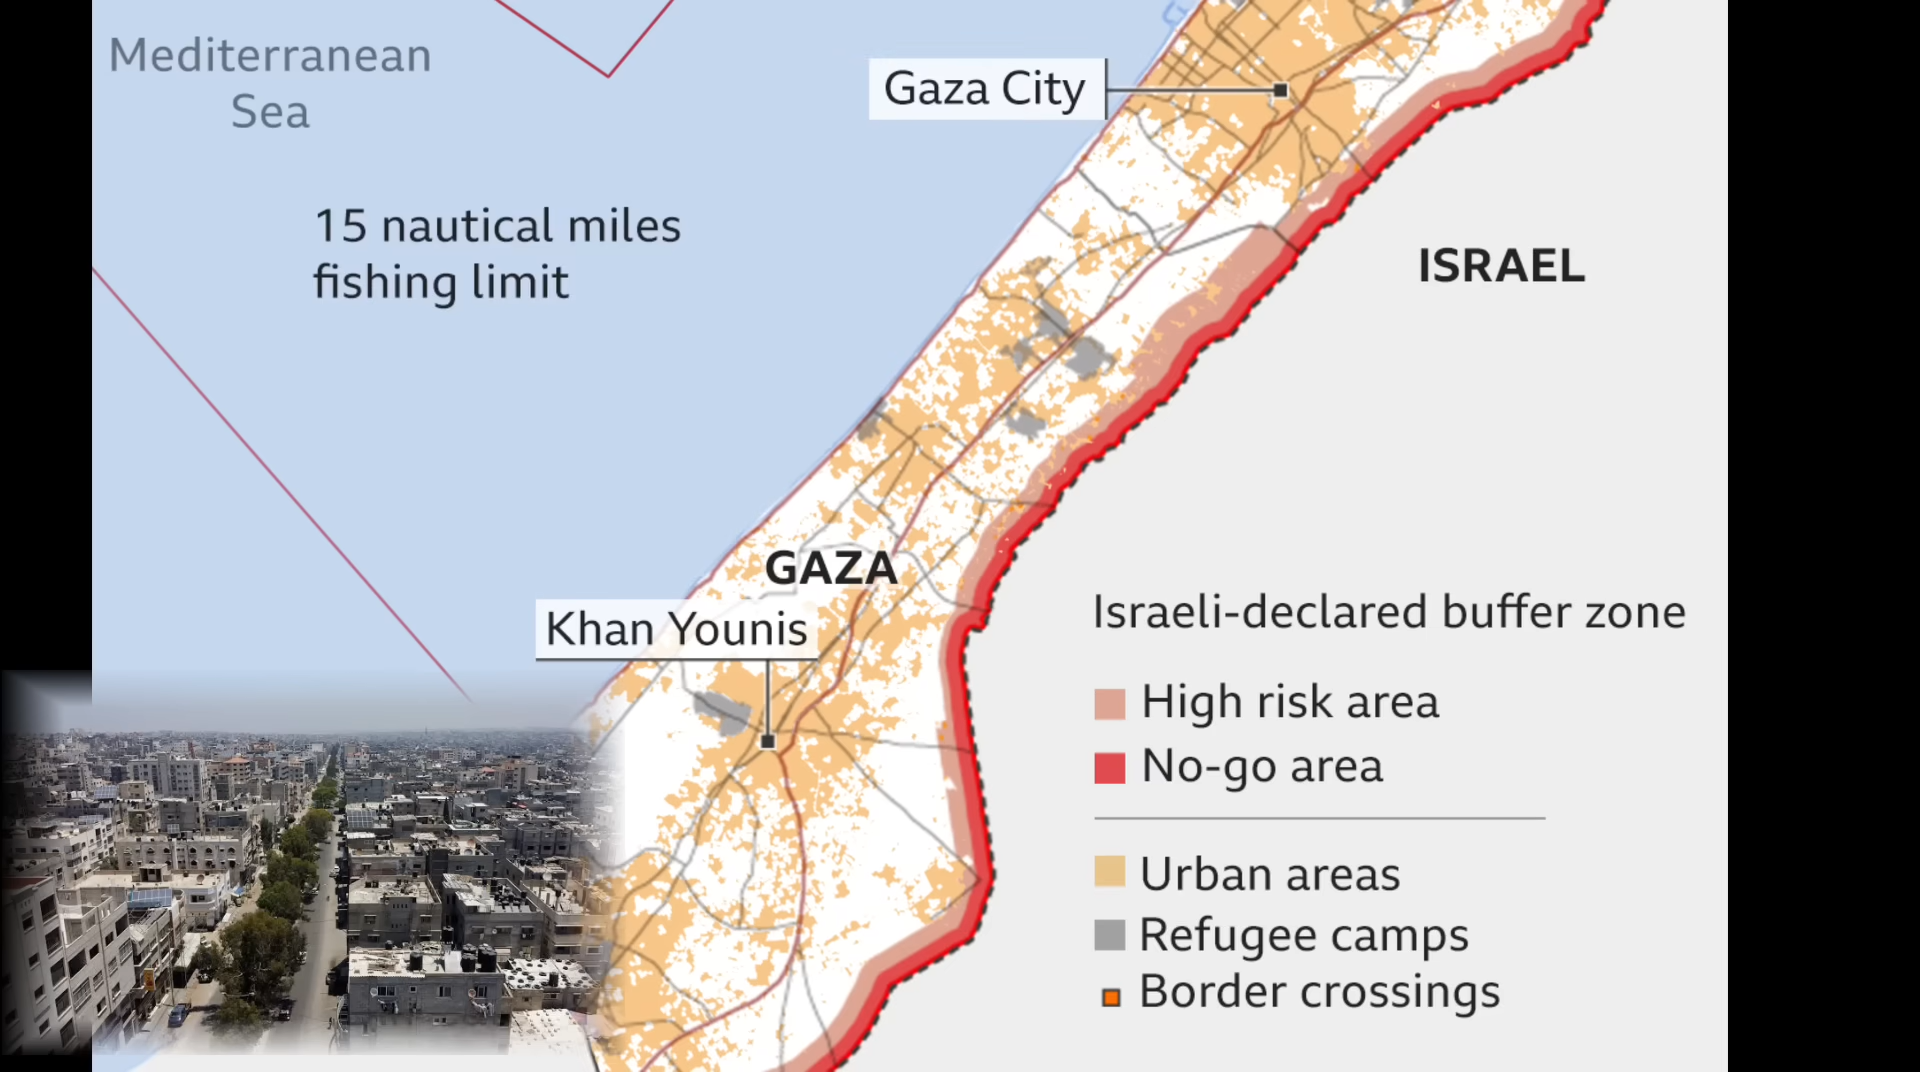 Mediterranean
Sea
Gaza City
15 nautical miles
fishing limit
ISRAEL
GAZA
Khan Younis
Israeli-declared buffer zone
High risk area
No-go area
Urban areas
Refugee camps
Border crossings